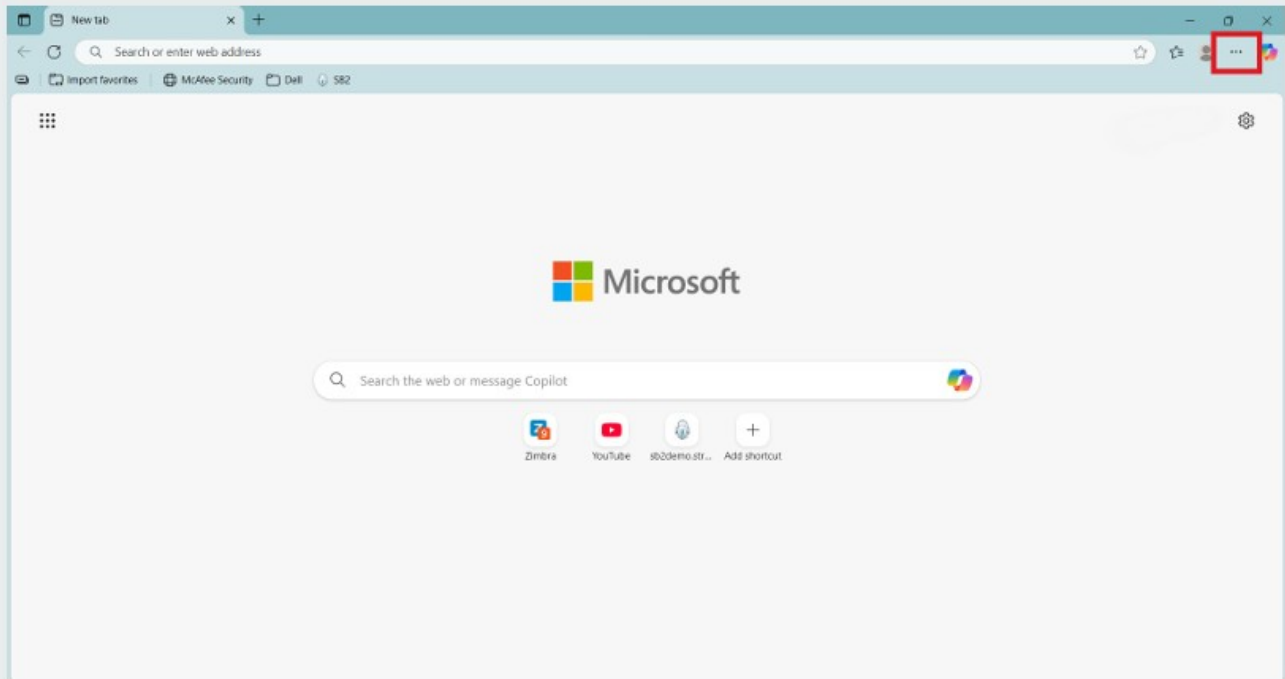 New tab
Search or enter web address
Import favorites McAfee Security Dell SB2
Microsoft
Search the web or message Copilot
Zimbra YouTube sb2demo.str... Add shortcut